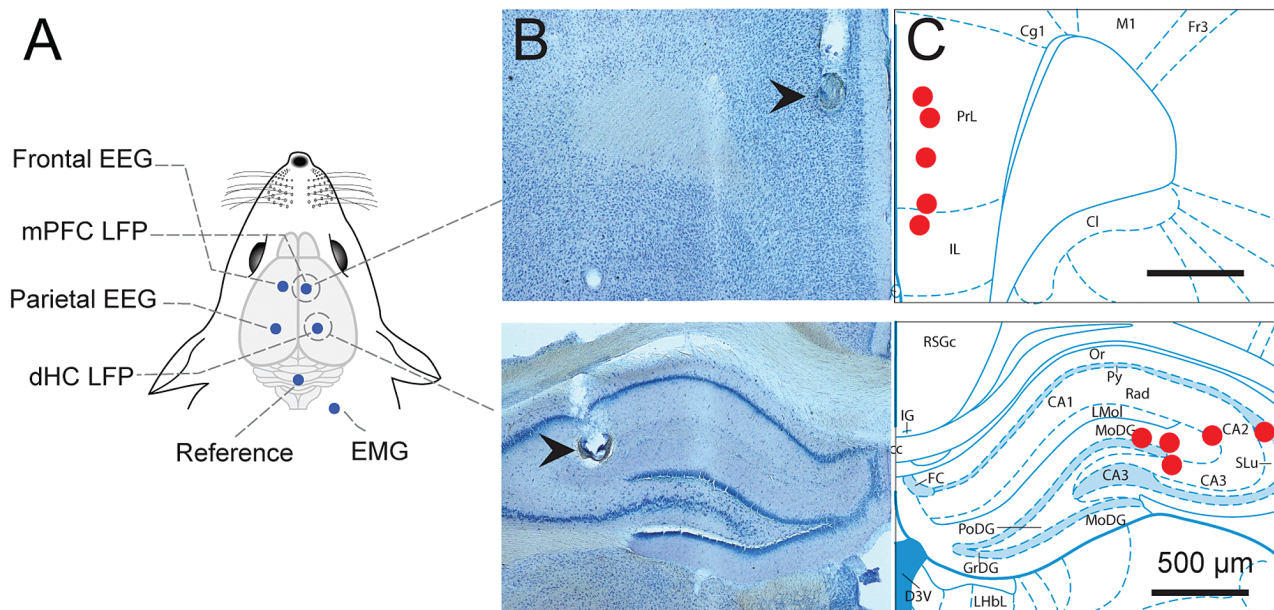 A
Frontal EEG
mPFC LFP
Parietal EEG
dHC LFP
Reference
EMG
B
C
Cg1
M1
Fr3
PrL
IL
Cl
RSGc
Or
Py
Rad
CA1
LMol
MoDG
CA2
IG
cc
FC
CA3
CA3
SLu
PoDG
MoDG
GrDG
D3V
LHbL
500 µm